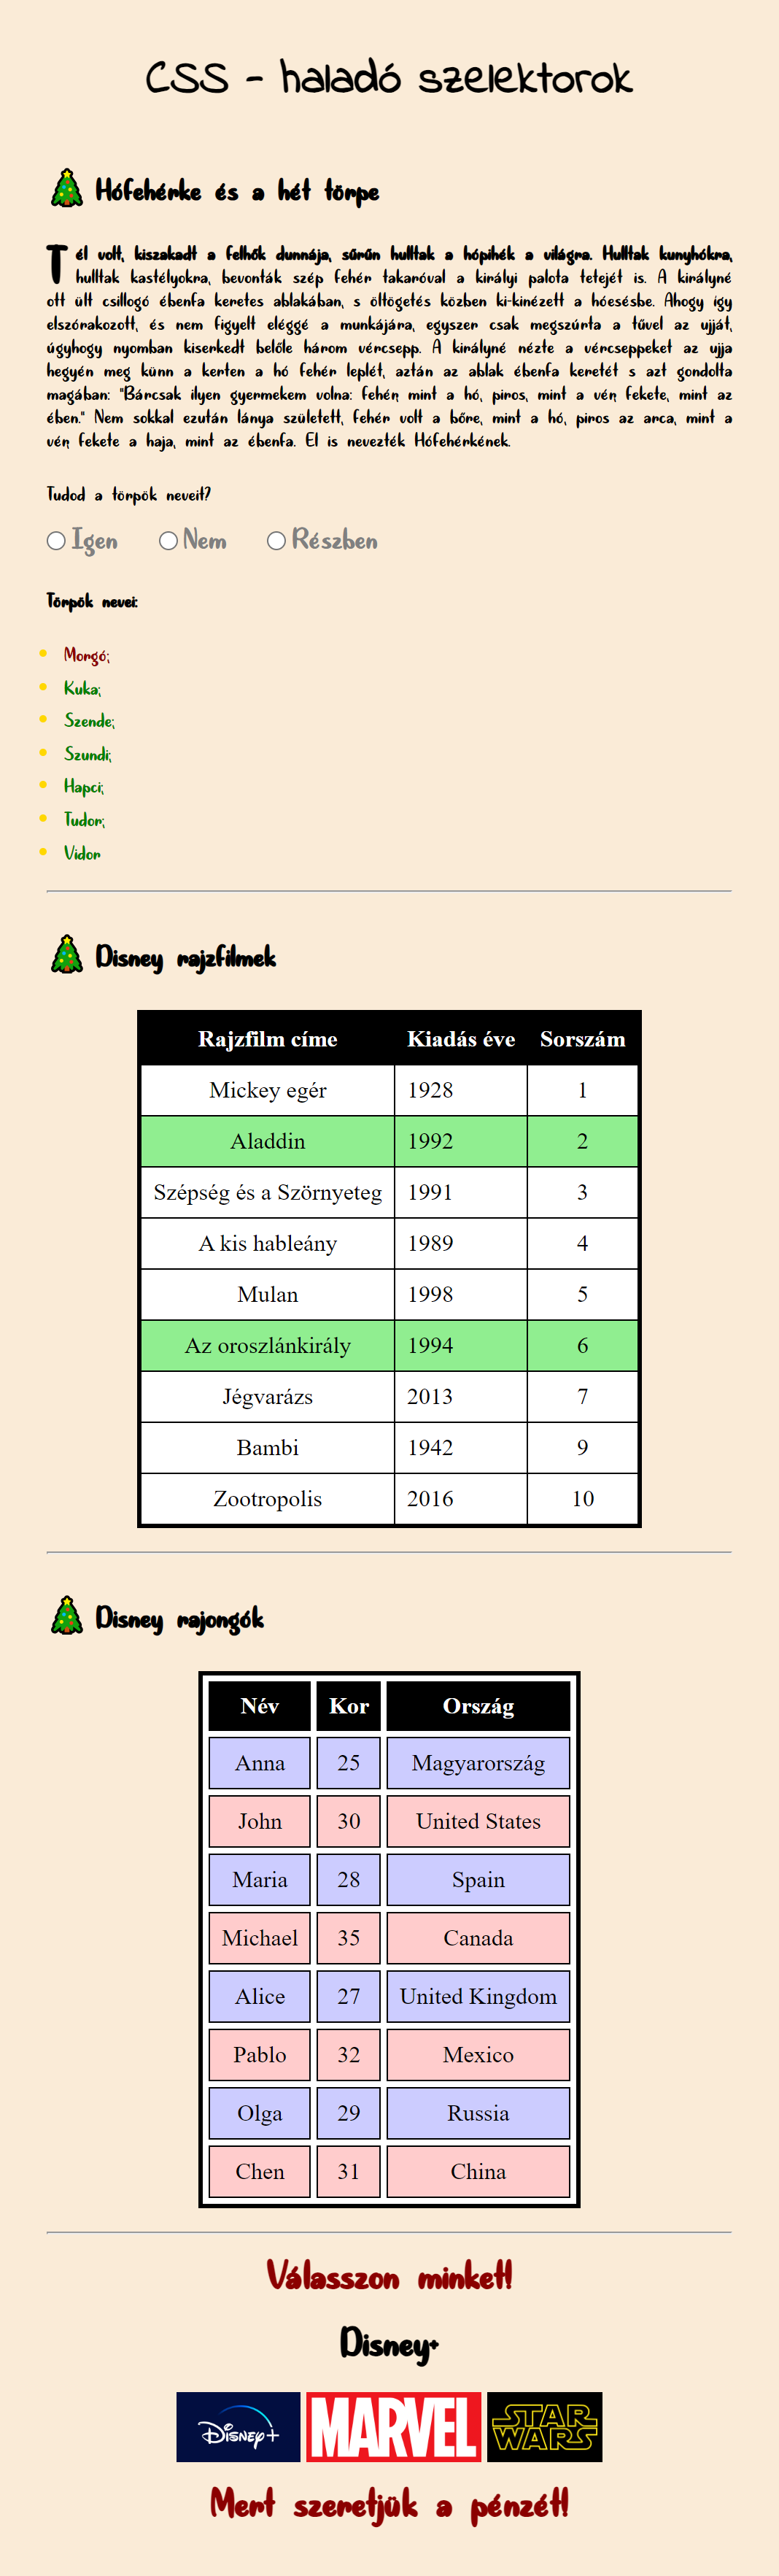 CSS - haladó szelektorok
Hófehérke és a hét törpe
Tél volt, kiszakadt a felhők dunnája, sűrűn hulltak a hópihék a világra. Hulltak kunyhókra,
hulltak kastélyokra, bevonták szép fehér takaróval a királyi palota tetejét is. A királyné
ott ült csillogó ébenfa keretes ablakában, s öltögetés közben ki-kinézett a hóesésbe. Ahogy így
elszórakozott, és nem figyelt eléggé a munkájára, egyszer csak megszúrta a tűvel az ujját,
úgyhogy nyomban kiserkedt belőle három vércsepp. A királyné nézte a vércseppeket az ujja
hegyén meg künn a kerten a hó fehér leplét, aztán az ablak ébenfa keretét s azt gondolta
magában: "Bárcsak ilyen gyermekem volna: fehér, mint a hó, piros, mint a vér, fekete, mint az
ében." Nem sokkal ezután lánya született, fehér volt a bőre, mint a hó, piros az arca, mint a
vér, fekete a haja, mint az ébenfa. El is nevezték Hófehérkének.
Tudod a törpök neveit?
Igen Nem Részben
Törpök nevei:
Morgó;
Kuka;
Szende;
Szundi;
Hapci;
Tudor;
Vidor
Disney rajzfilmek
Rajzfilm címe Kiadás éve Sorszám
Mickey egér 1928 1
Aladdin 1992 2
Szépség és a Szörnyeteg 1991 3
A kis hableány 1989 4
Mulan 1998 5
Az oroszlánkirály 1994 6
Jégvarázs 2013 7
Bambi 1942 9
Zootropolis 2016 10
Disney rajongók
Név Kor Ország
Anna 25 Magyarország
John 30 United States
Maria 28 Spain
Michael 35 Canada
Alice 27 United Kingdom
Pablo 32 Mexico
Olga 29 Russia
Chen 31 China
Válasszon minket!
Disney+
Disney+ MARVEL STAR WARS
Mert szeretjük a pénzét!